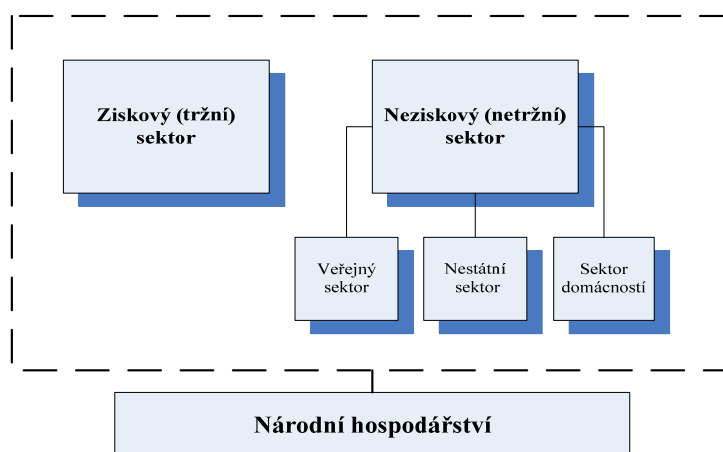 Ziskový (tržní)
sektor
Neziskový (netržní)
sektor
Veřejný
sektor
Nestátní
sektor
Sektor
domácností
Národní hospodářství